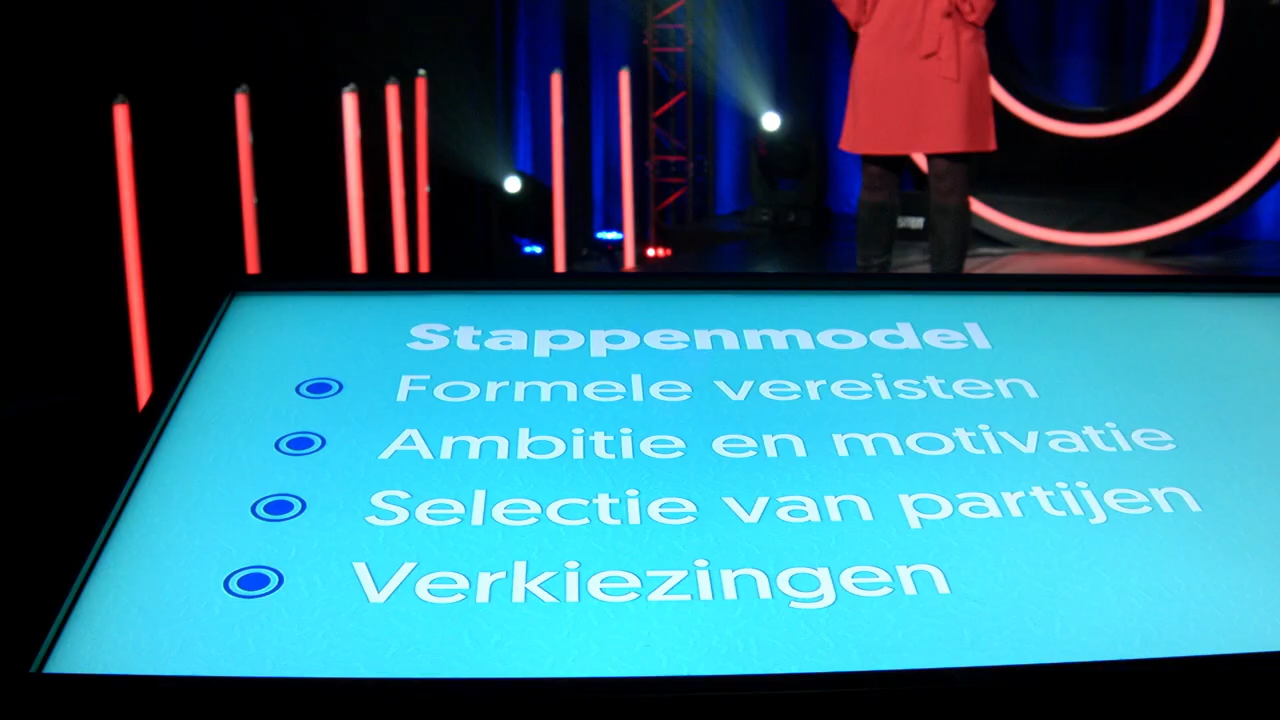 Stappenmodel
Formele vereisten
Ambitie en motivatie
Selectie van partijen
Verkiezingen